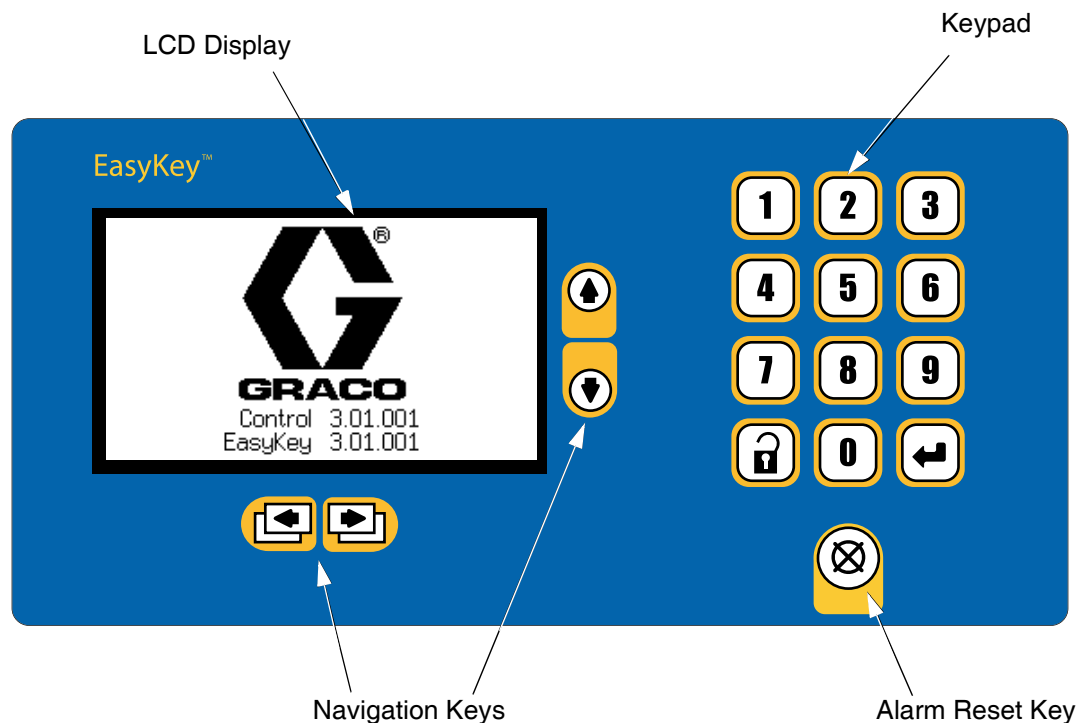 LCD Display
Keypad
EasyKey™
®
GRACO
Control 3.01.001
EasyKey 3.01.001
1 2 3
4 5 6
7 8 9
0
Navigation Keys
Alarm Reset Key